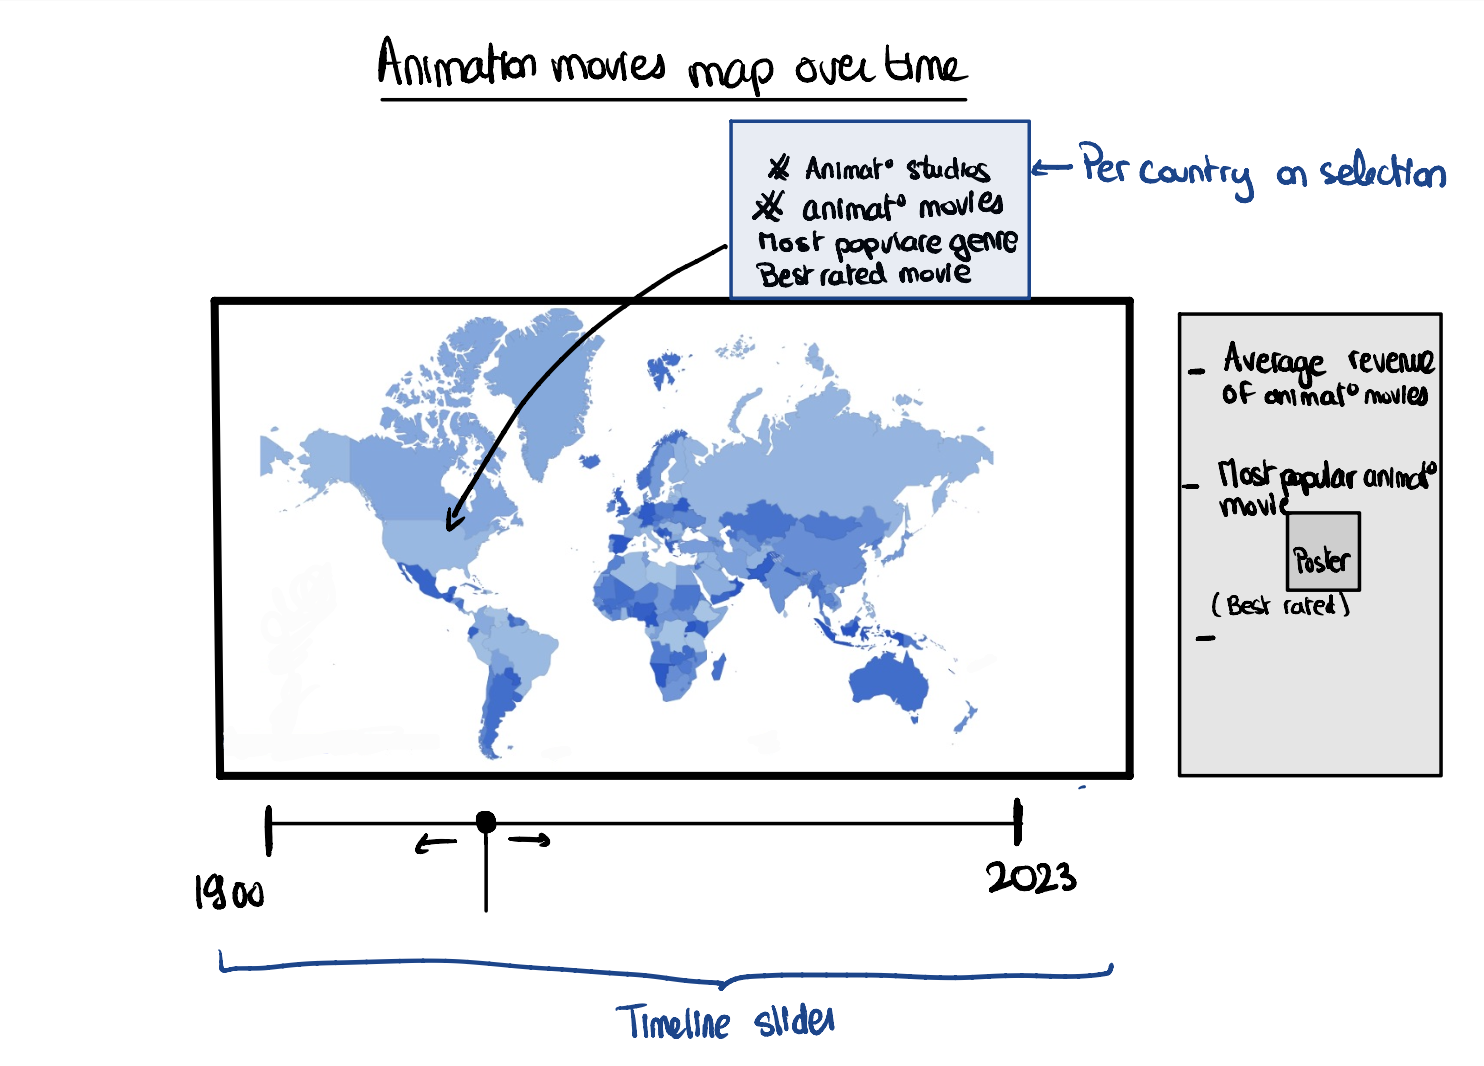 Animation movies map over time
# Animat° studios
# animat° movies
Most populare genre
Best rated movie
Per country on selection
- Average revenue
of animat° movies
- Most popular animat°
movie
Poster
(Best rated)
-
1900
2023
Timeline slider